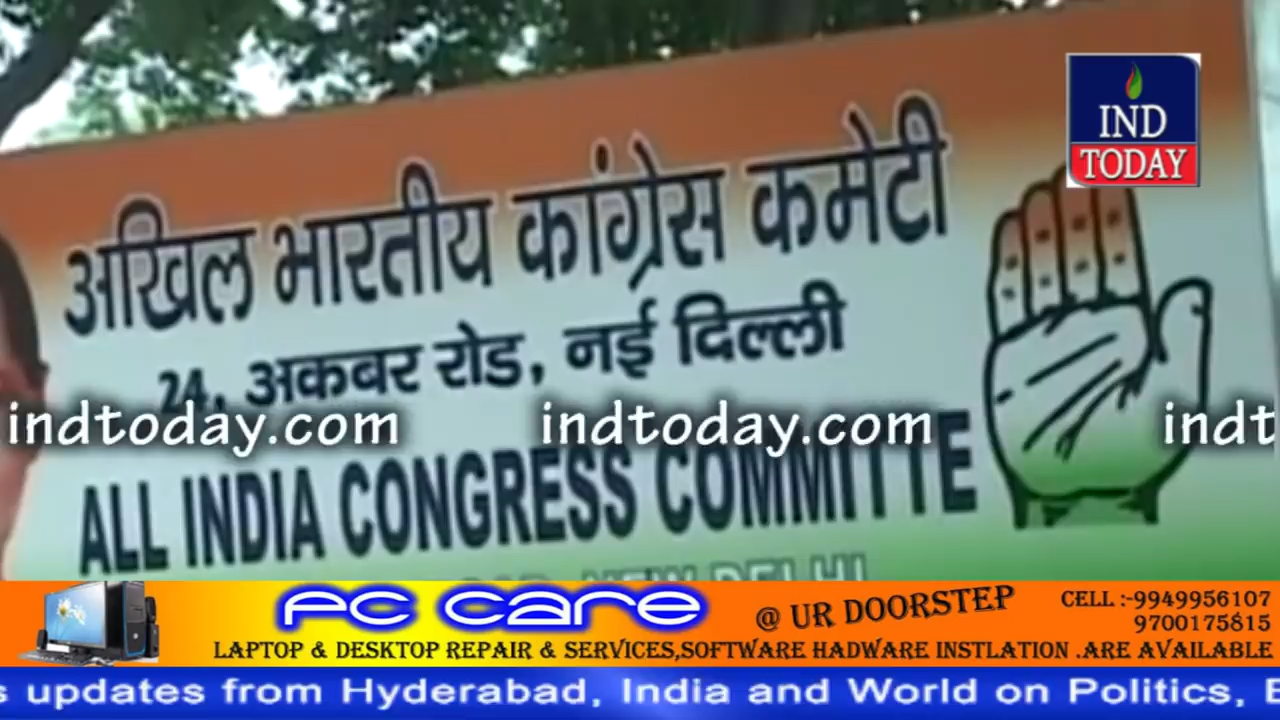 IND
TODAY
अखिल भारतीय कांग्रेस कमेटी
24, अकबर रोड, नई दिल्ली
indtoday.com indtoday.com indt
ALL INDIA CONGRESS COMMITTE
NEW DELHI
PC CARE @ UR DOORSTEP
CELL :-9949956107
9700175815
LAPTOP & DESKTOP REPAIR & SERVICES,SOFTWARE HADWARE INSTLATION .ARE AVAILABLE
s updates from Hyderabad, India and World on Politics, E